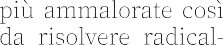 più ammalorate così
da risolvere radical-